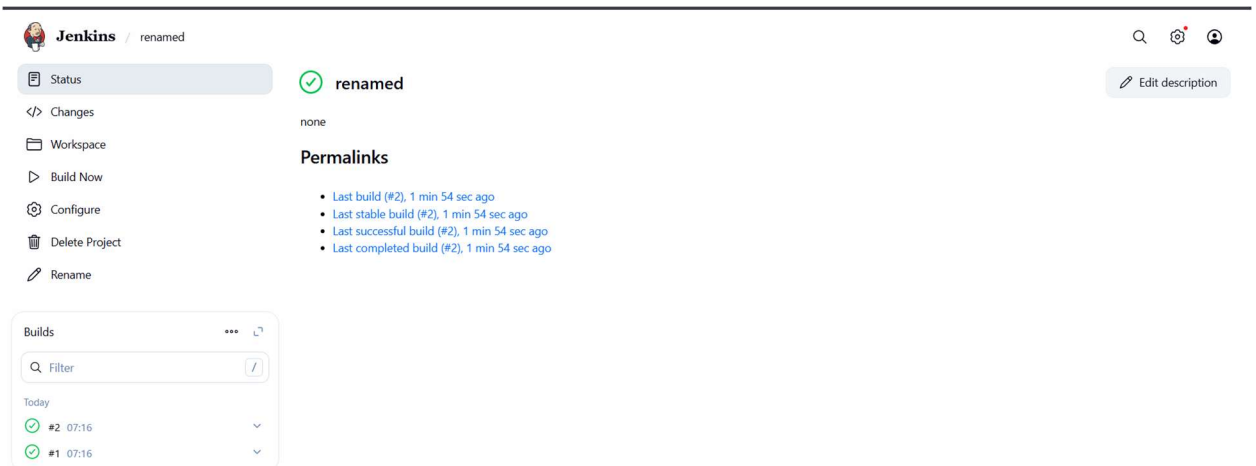 Jenkins / renamed
Status
Changes
Workspace
Build Now
Configure
Delete Project
Rename
Builds
Filter /
Today
#2 07:16
#1 07:16
renamed
Edit description
none
Permalinks
Last build (#2), 1 min 54 sec ago
Last stable build (#2), 1 min 54 sec ago
Last successful build (#2), 1 min 54 sec ago
Last completed build (#2), 1 min 54 sec ago